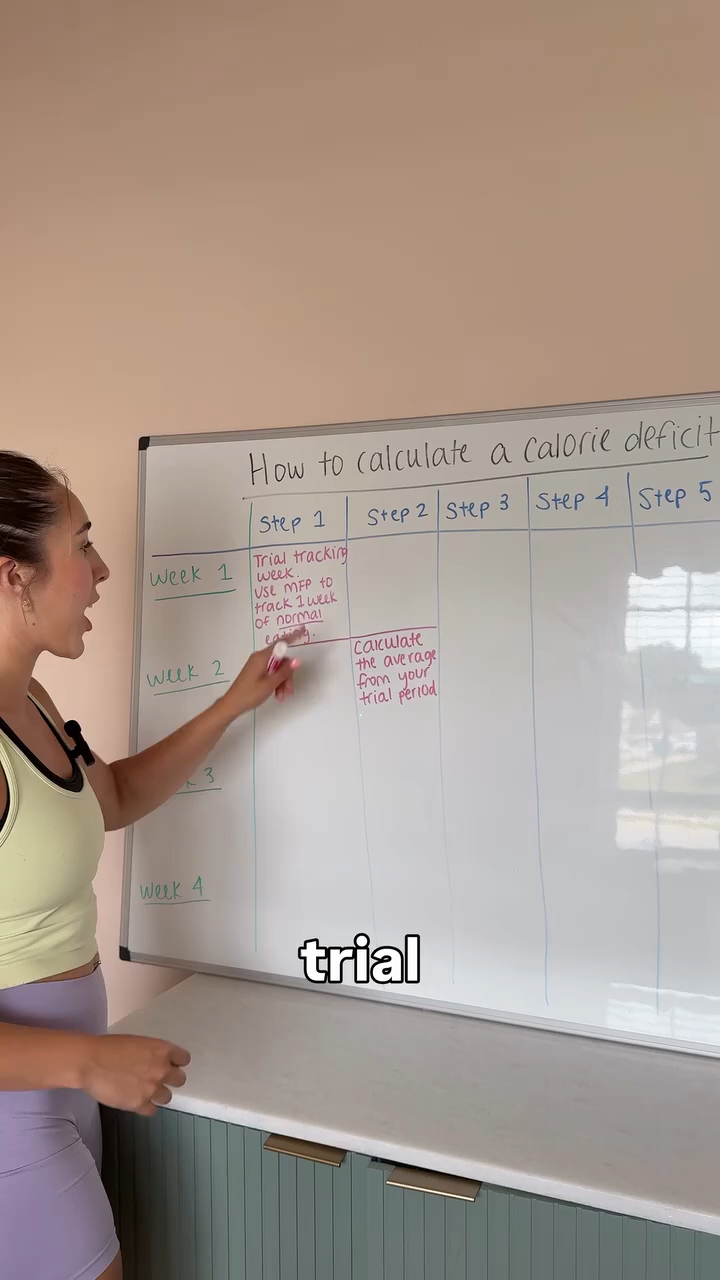 How to calculate a calorie deficit
Step 1
Step 2
Step 3
Step 4
Step 5
Week 1
Trial tracking
week.
Use MFP to
track 1 week
of normal
eating.
Week 2
Calculate
the average
from your
trial period
3
Week 4
trial